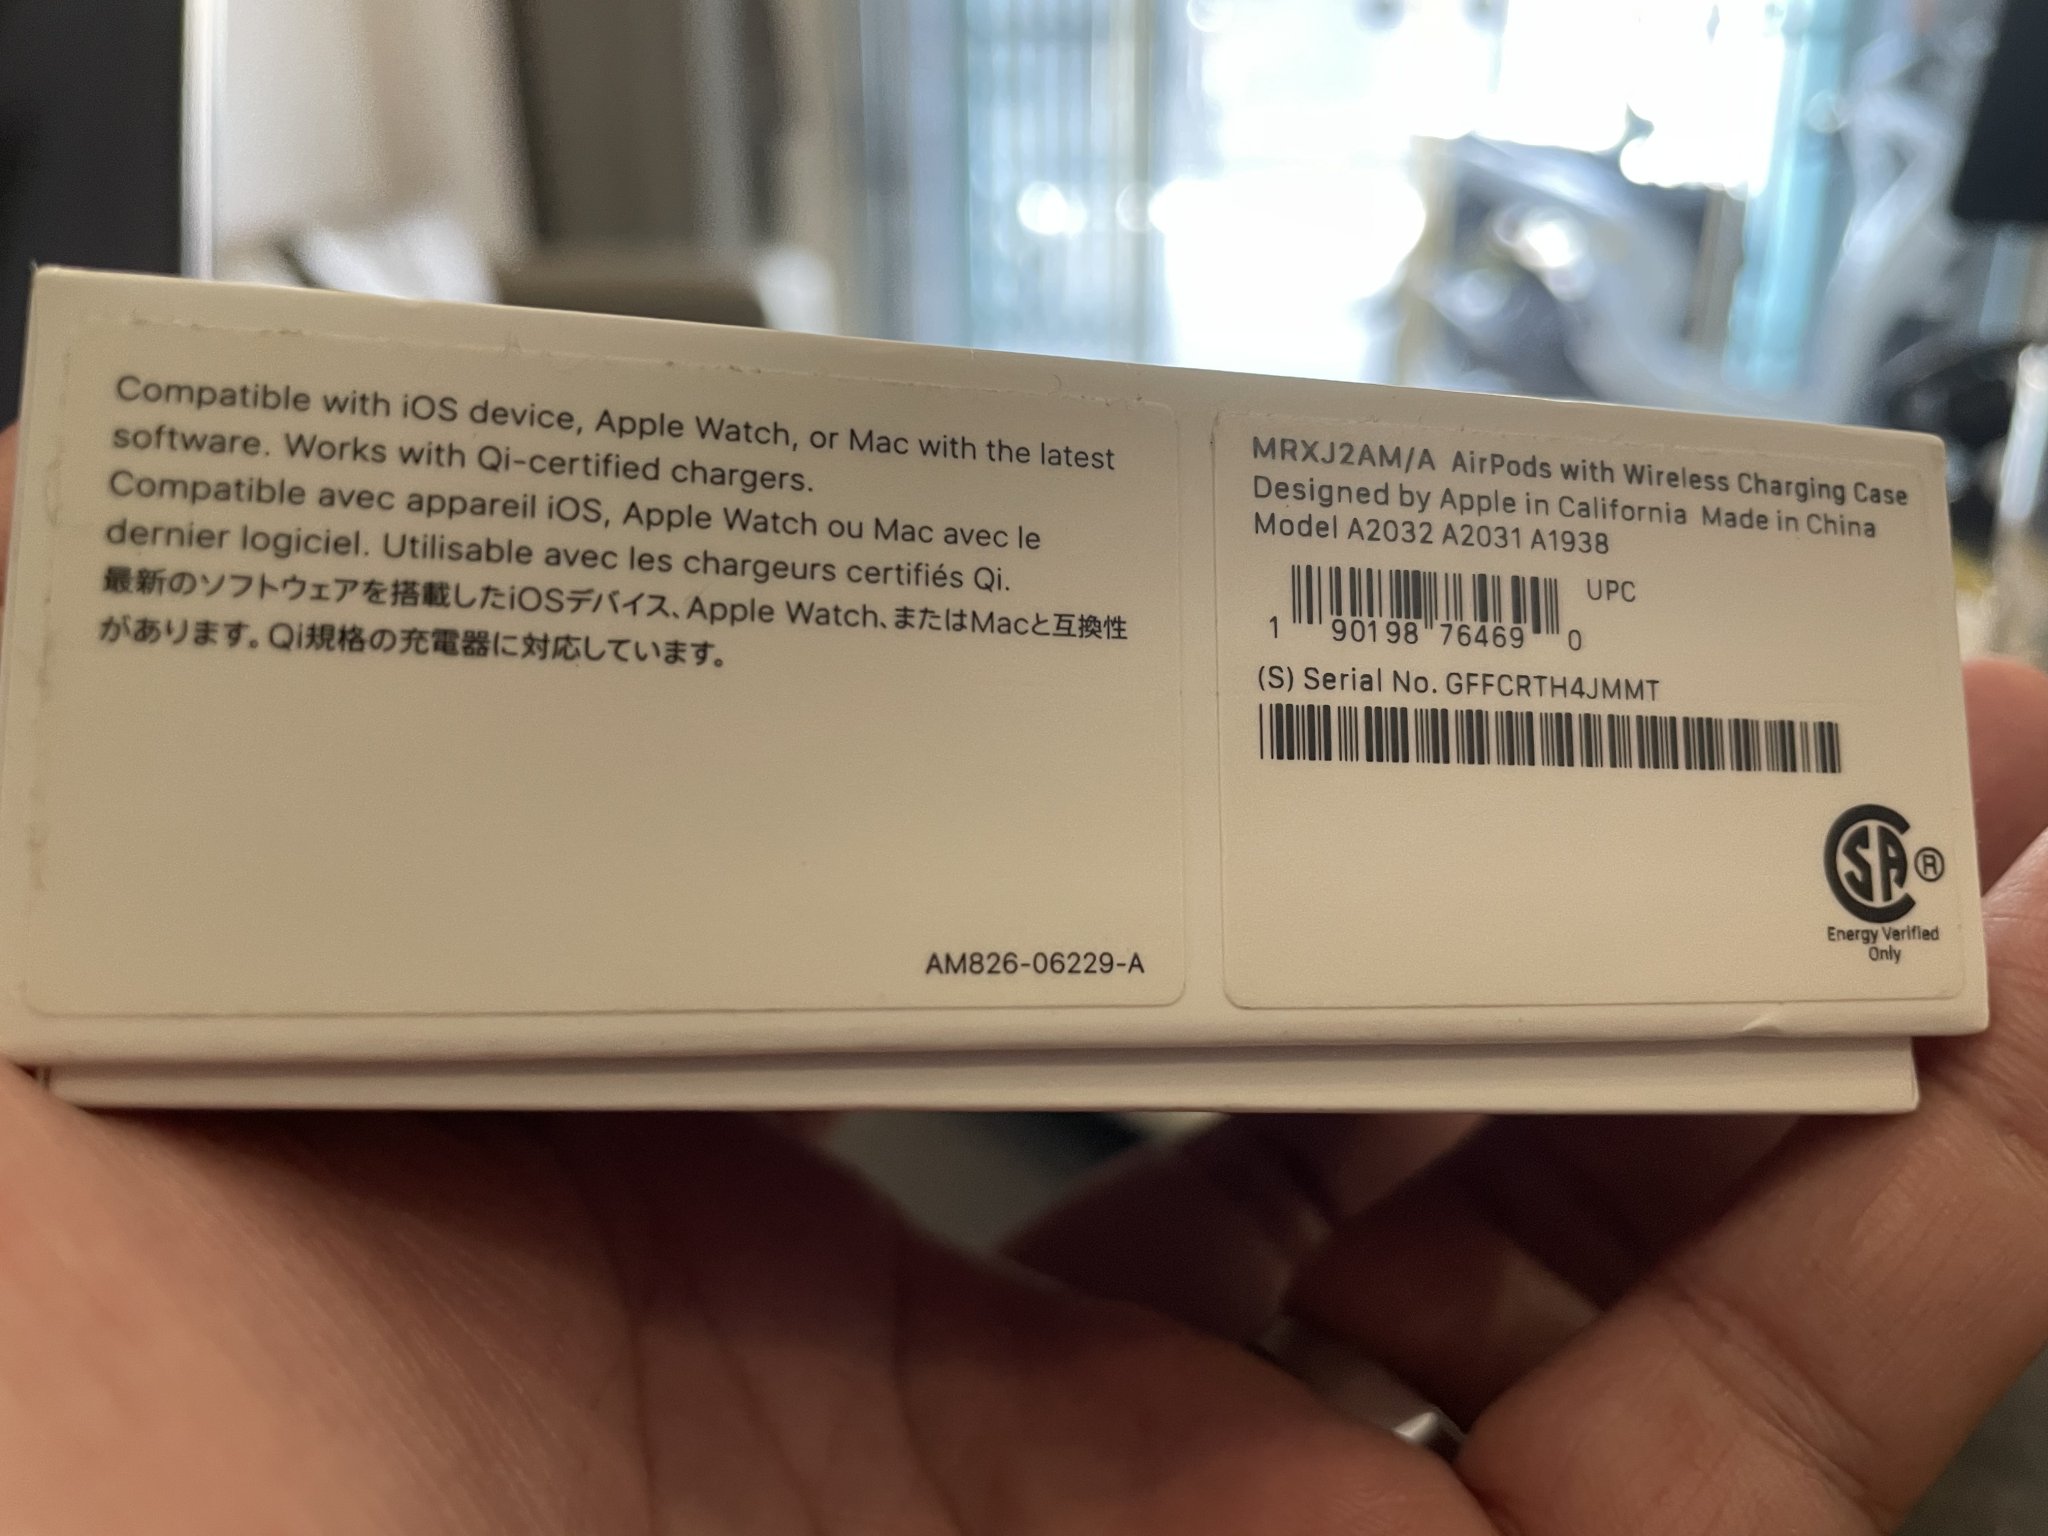 Compatible with iOS device, Apple Watch, or Mac with the latest
software. Works with Qi-certified chargers.
Compatible avec appareil iOS, Apple Watch ou Mac avec le
dernier logiciel. Utilisable avec les chargeurs certifiés Qi.
最新のソフトウェアを搭載したiOSデバイス、Apple Watch、またはMacと互換性
があります。Qi規格の充電器に対応しています。
AM826-06229-A
MRXJ2AM/A AirPods with Wireless Charging Case
Designed by Apple in California Made in China
Model A2032 A2031 A1938
UPC
1 90198 76469 0
(S) Serial No. GFFCRTH4JMMT
CSA®
Energy Verified
Only